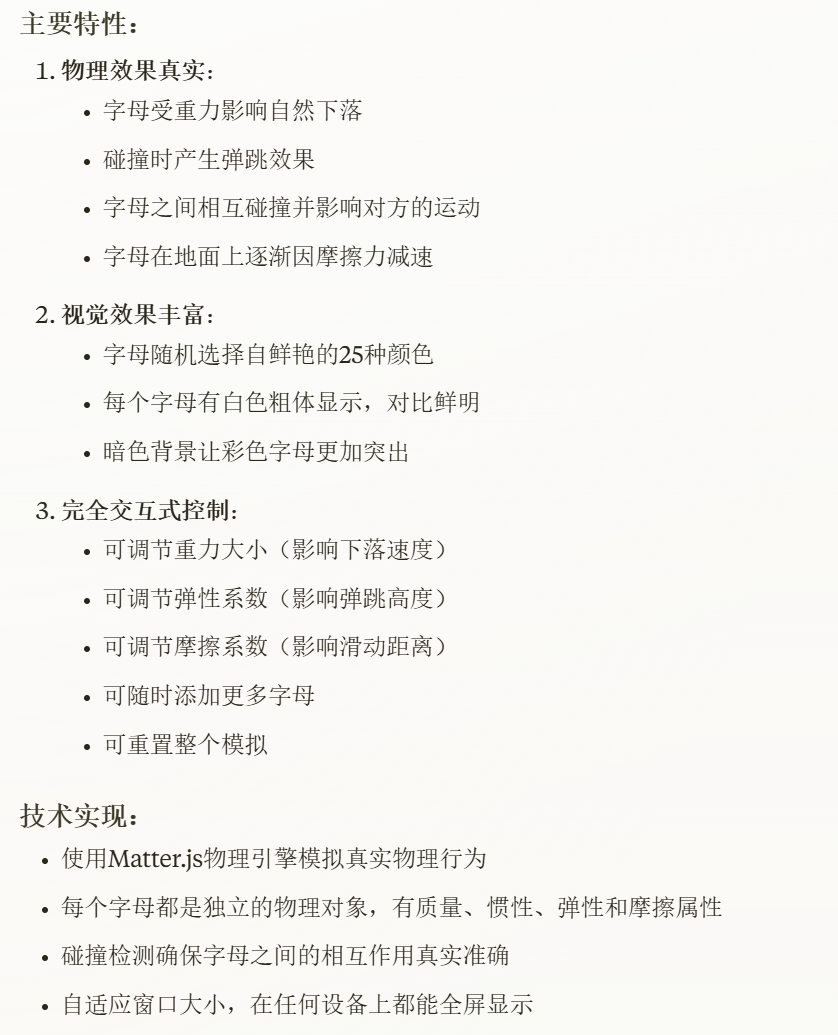 主要特性：
1. 物理效果真实：
• 字母受重力影响自然下落
• 碰撞时产生弹跳效果
• 字母之间相互碰撞并影响对方的运动
• 字母在地面上逐渐因摩擦力减速
2. 视觉效果丰富：
• 字母随机选择自鲜艳的25种颜色
• 每个字母有白色粗体显示，对比鲜明
• 暗色背景让彩色字母更加突出
3. 完全交互式控制：
• 可调节重力大小（影响下落速度）
• 可调节弹性系数（影响弹跳高度）
• 可调节摩擦系数（影响滑动距离）
• 可随时添加更多字母
• 可重置整个模拟
技术实现：
• 使用Matter.js物理引擎模拟真实物理行为
• 每个字母都是独立的物理对象，有质量、惯性、弹性和摩擦属性
• 碰撞检测确保字母之间的相互作用真实准确
• 自适应窗口大小，在任何设备上都能全屏显示